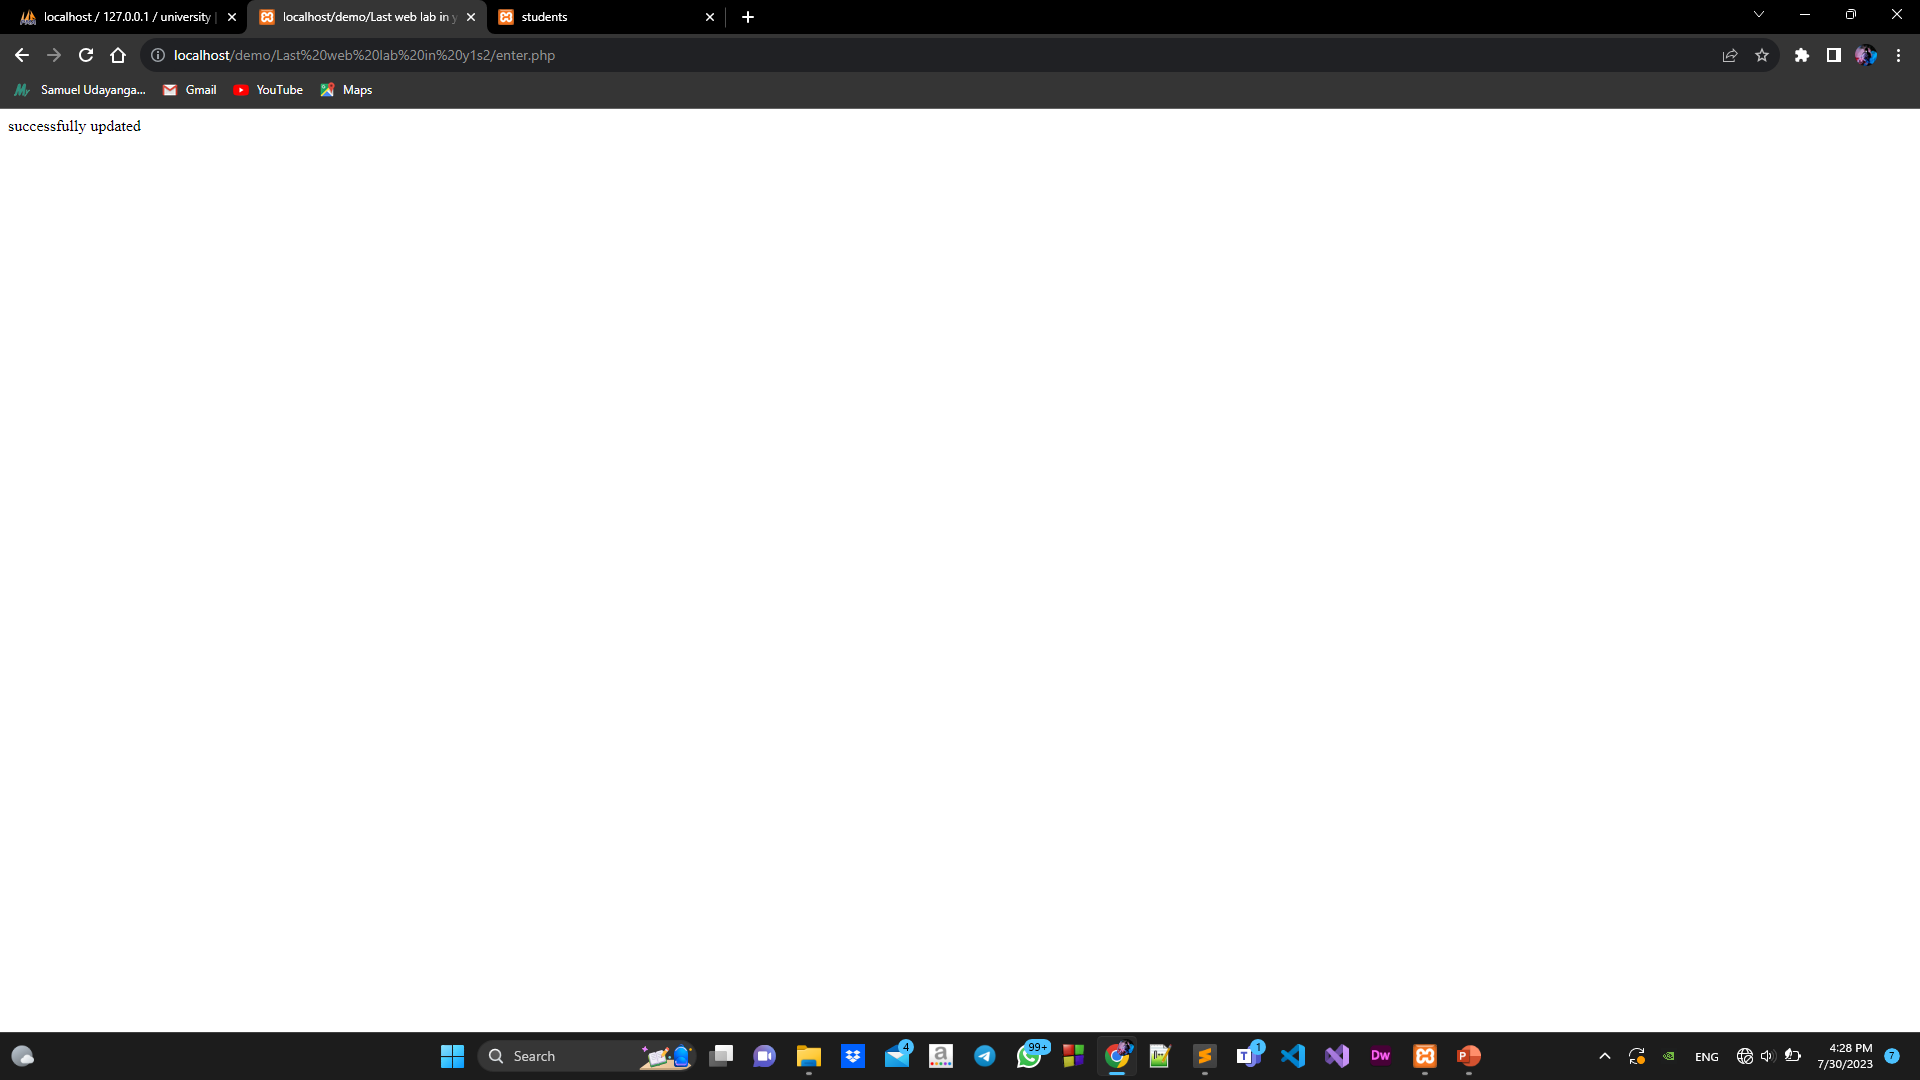 localhost / 127.0.0.1 / university |
localhost/demo/Last web lab in y
students
localhost/demo/Last%20web%20lab%20in%20y1s2/enter.php
Samuel Udayanga...
Gmail
YouTube
Maps
successfully updated
Search
4
a
99+
1
Dw
ENG
4:28 PM
7/30/2023
7